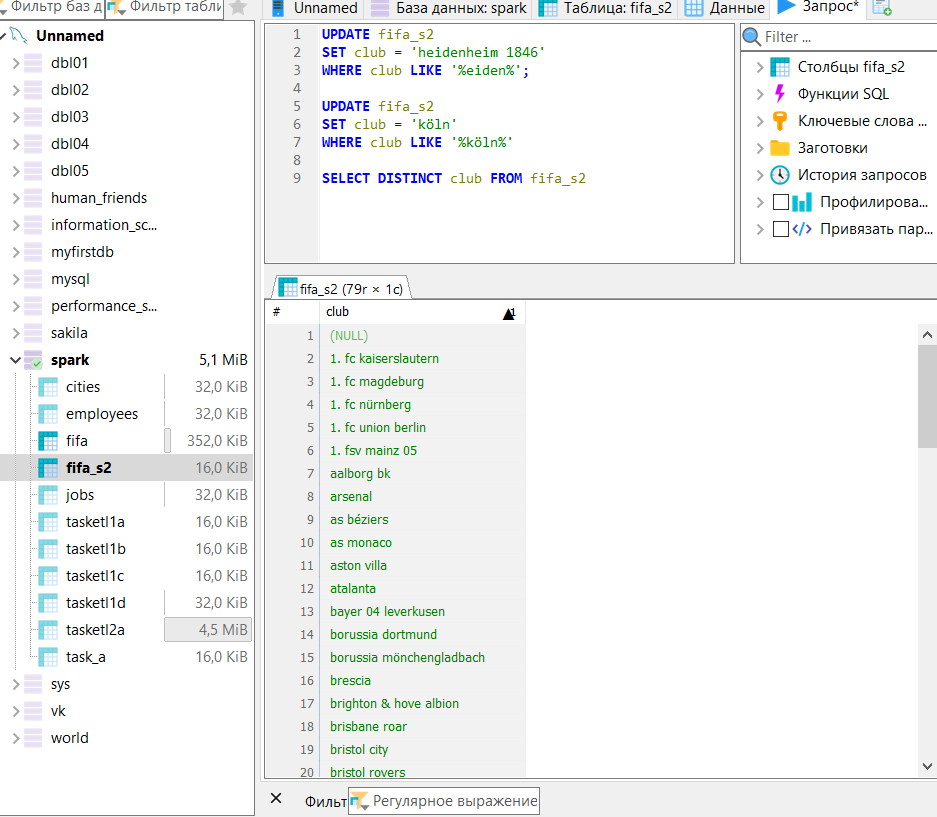 Фильтр баз д
Фильтр табли
Unnamed
База данных: spark
Таблица: fifa_s2
Данные
Запрос*
Unnamed
dbl01
dbl02
dbl03
dbl04
dbl05
human_friends
information_sc...
myfirstdb
mysql
performance_s...
sakila
spark 5,1 MiB
cities 32,0 KiB
employees 32,0 KiB
fifa 352,0 KiB
fifa_s2 16,0 KiB
jobs 32,0 KiB
tasketl1a 16,0 KiB
tasketl1b 16,0 KiB
tasketl1c 16,0 KiB
tasketl1d 32,0 KiB
tasketl2a 4,5 MiB
task_a 16,0 KiB
sys
vk
world
1 UPDATE fifa_s2
2 SET club = 'heidenheim 1846'
3 WHERE club LIKE '%eiden%';
4
5 UPDATE fifa_s2
6 SET club = 'köln'
7 WHERE club LIKE '%köln%'
8
9 SELECT DISTINCT club FROM fifa_s2
Filter ...
Столбцы fifa_s2
Функции SQL
Ключевые слова ...
Заготовки
История запросов
Профилирова...
Привязать пар...
fifa_s2 (79r × 1c)
# club 1
1 (NULL)
2 1. fc kaiserslautern
3 1. fc magdeburg
4 1. fc nürnberg
5 1. fc union berlin
6 1. fsv mainz 05
7 aalborg bk
8 arsenal
9 as béziers
10 as monaco
11 aston villa
12 atalanta
13 bayer 04 leverkusen
14 borussia dortmund
15 borussia mönchengladbach
16 brescia
17 brighton & hove albion
18 brisbane roar
19 bristol city
20 bristol rovers
Фильт
Регулярное выражение